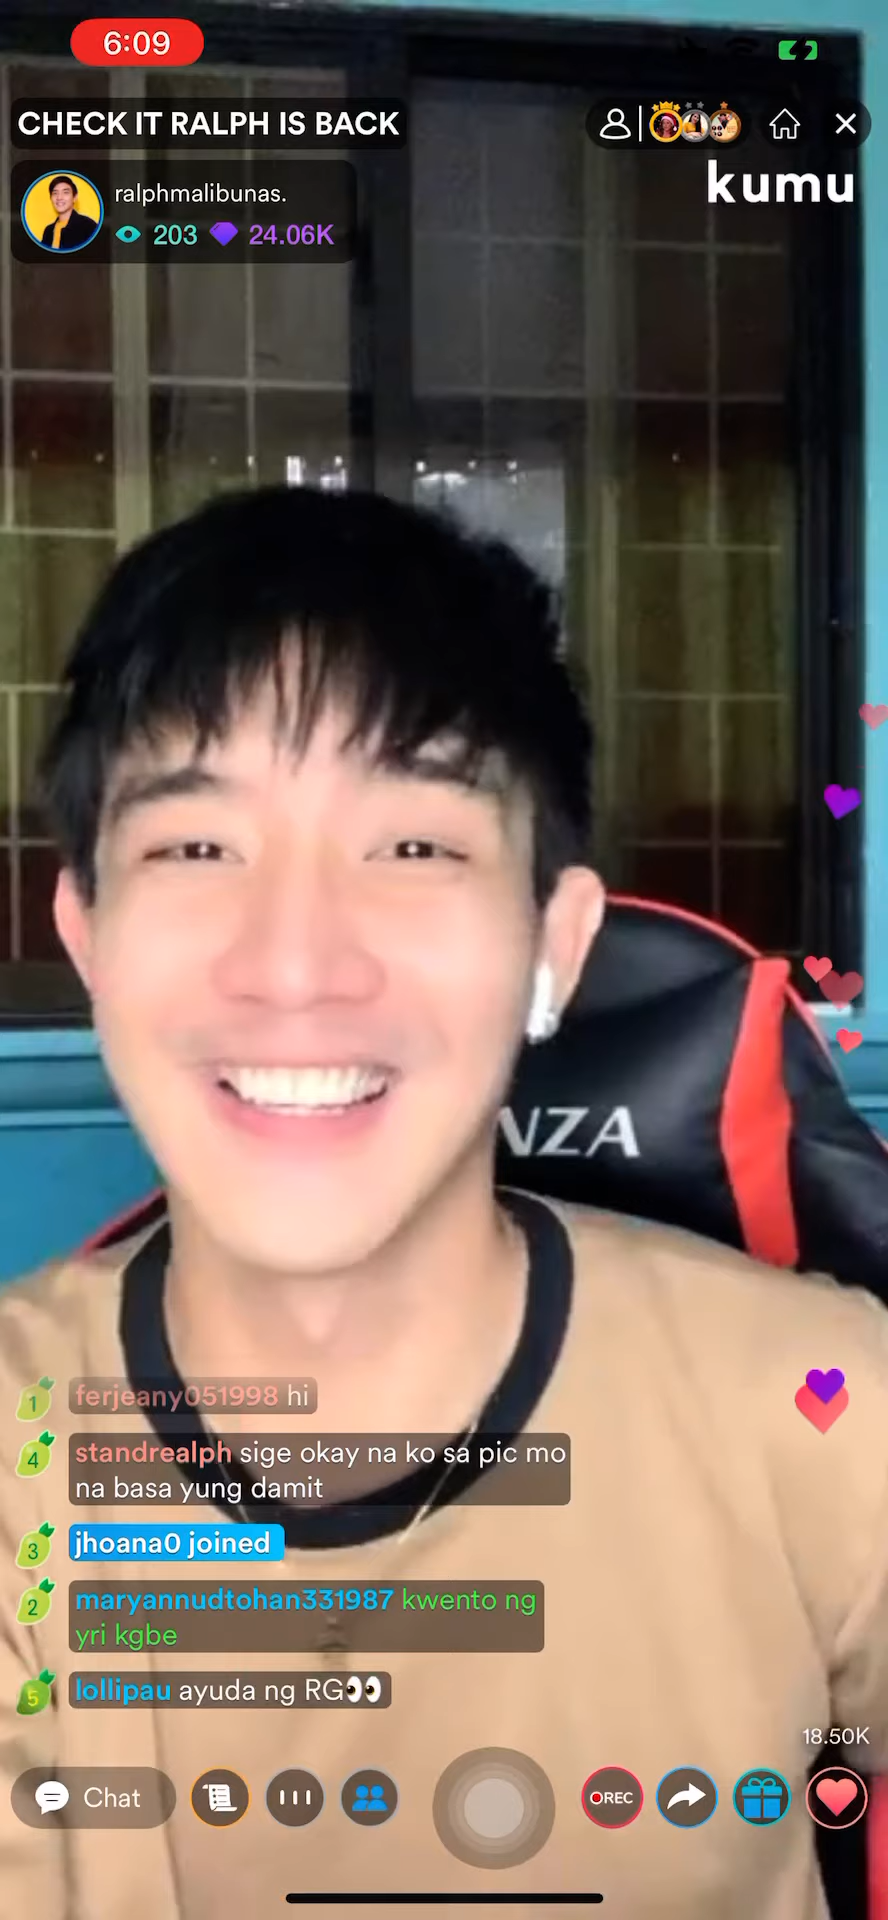 6:09
CHECK IT RALPH IS BACK
kumu
ralphmalibunas.
203 24.06K
NZA
1 ferjeany051998 hi
4 standrealph sige okay na ko sa pic mo
na basa yung damit
3 jhoana0 joined
2 maryannudtohan331987 kwento ng
yri kgbe
5 lollipau ayuda ng RG👀
18.50K
Chat
REC